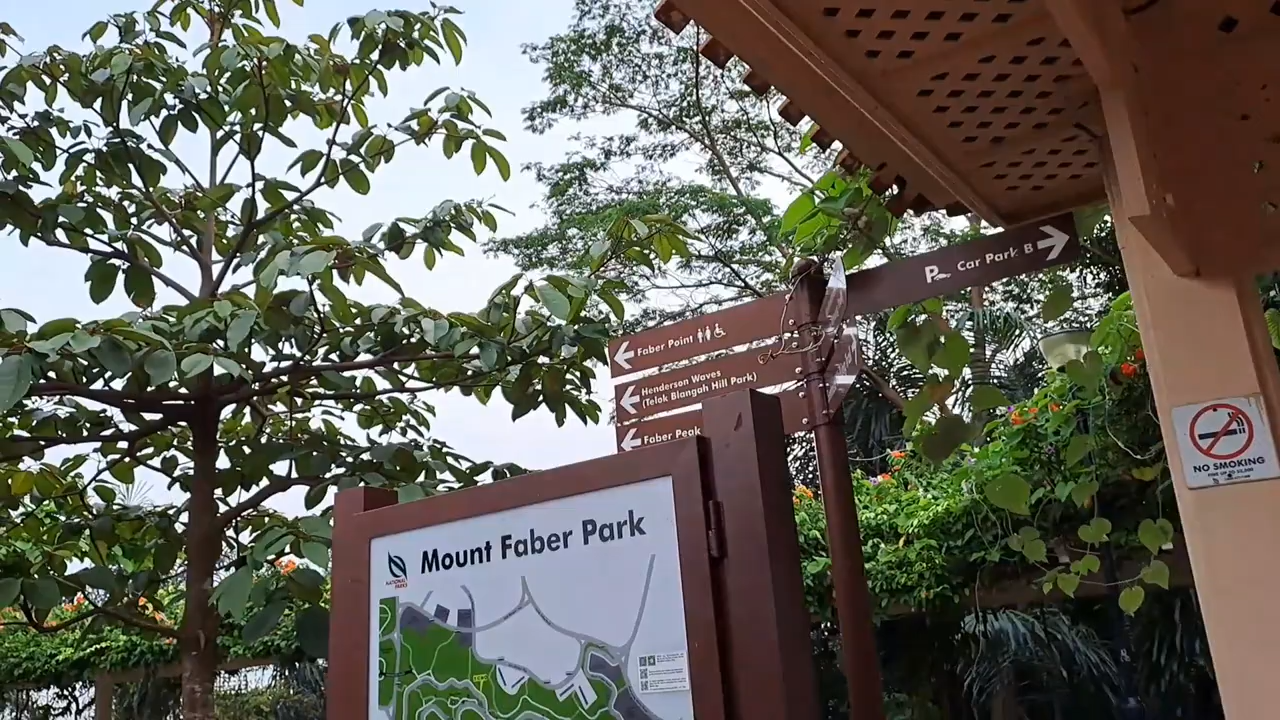 P Car Park B
Faber Point
Henderson Waves
(Telok Blangah Hill Park)
Faber Peak
NO SMOKING
Mount Faber Park
NATIONAL
PARKS